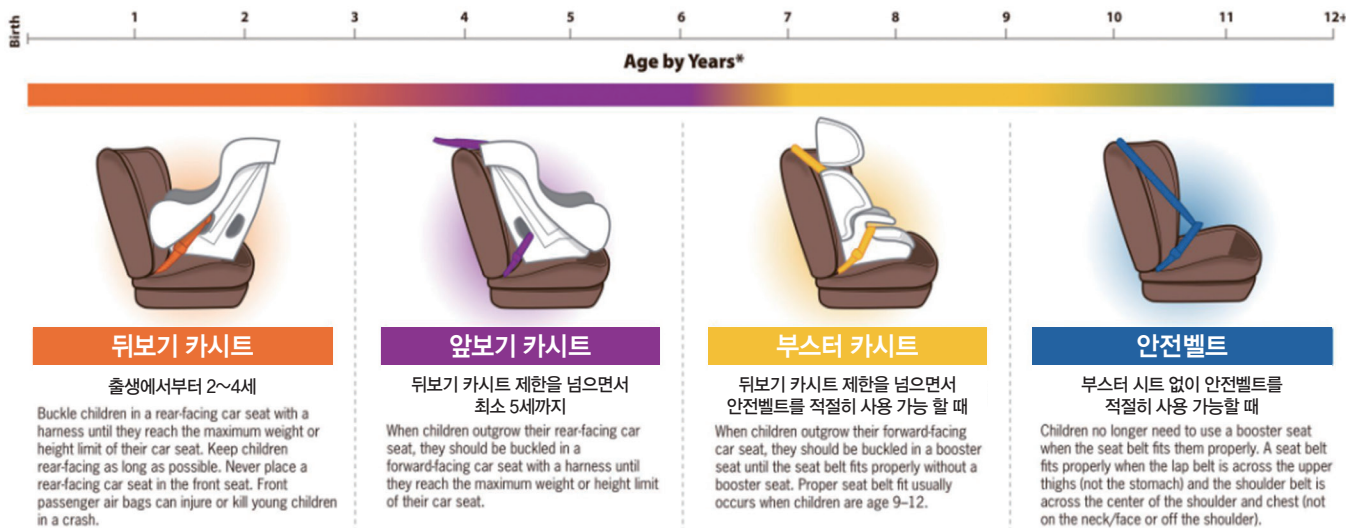 Birth
1 2 3 4 5 6 7 8 9 10 11 12+
Age by Years*
뒤보기 카시트
출생에서부터 2~4세
Buckle children in a rear-facing car seat with a
harness until they reach the maximum weight or
height limit of their car seat. Keep children
rear-facing as long as possible. Never place a
rear-facing car seat in the front seat. Front
passenger air bags can injure or kill young children
in a crash.
앞보기 카시트
뒤보기 카시트 제한을 넘으면서
최소 5세까지
When children outgrow their rear-facing car
seat, they should be buckled in a
forward-facing car seat with a harness until
they reach the maximum weight or height limit
of their car seat.
부스터 카시트
뒤보기 카시트 제한을 넘으면서
안전벨트를 적절히 사용 가능 할 때
When children outgrow their forward-facing
car seat, they should be buckled in a booster
seat until the seat belt fits properly without a
booster seat. Proper seat belt fit usually
occurs when children are age 9–12.
안전벨트
부스터 시트 없이 안전벨트를
적절히 사용 가능할 때
Children no longer need to use a booster seat
when the seat belt fits them properly. A seat belt
fits properly when the lap belt is across the upper
thighs (not the stomach) and the shoulder belt is
across the center of the shoulder and chest (not
on the neck/face or off the shoulder).